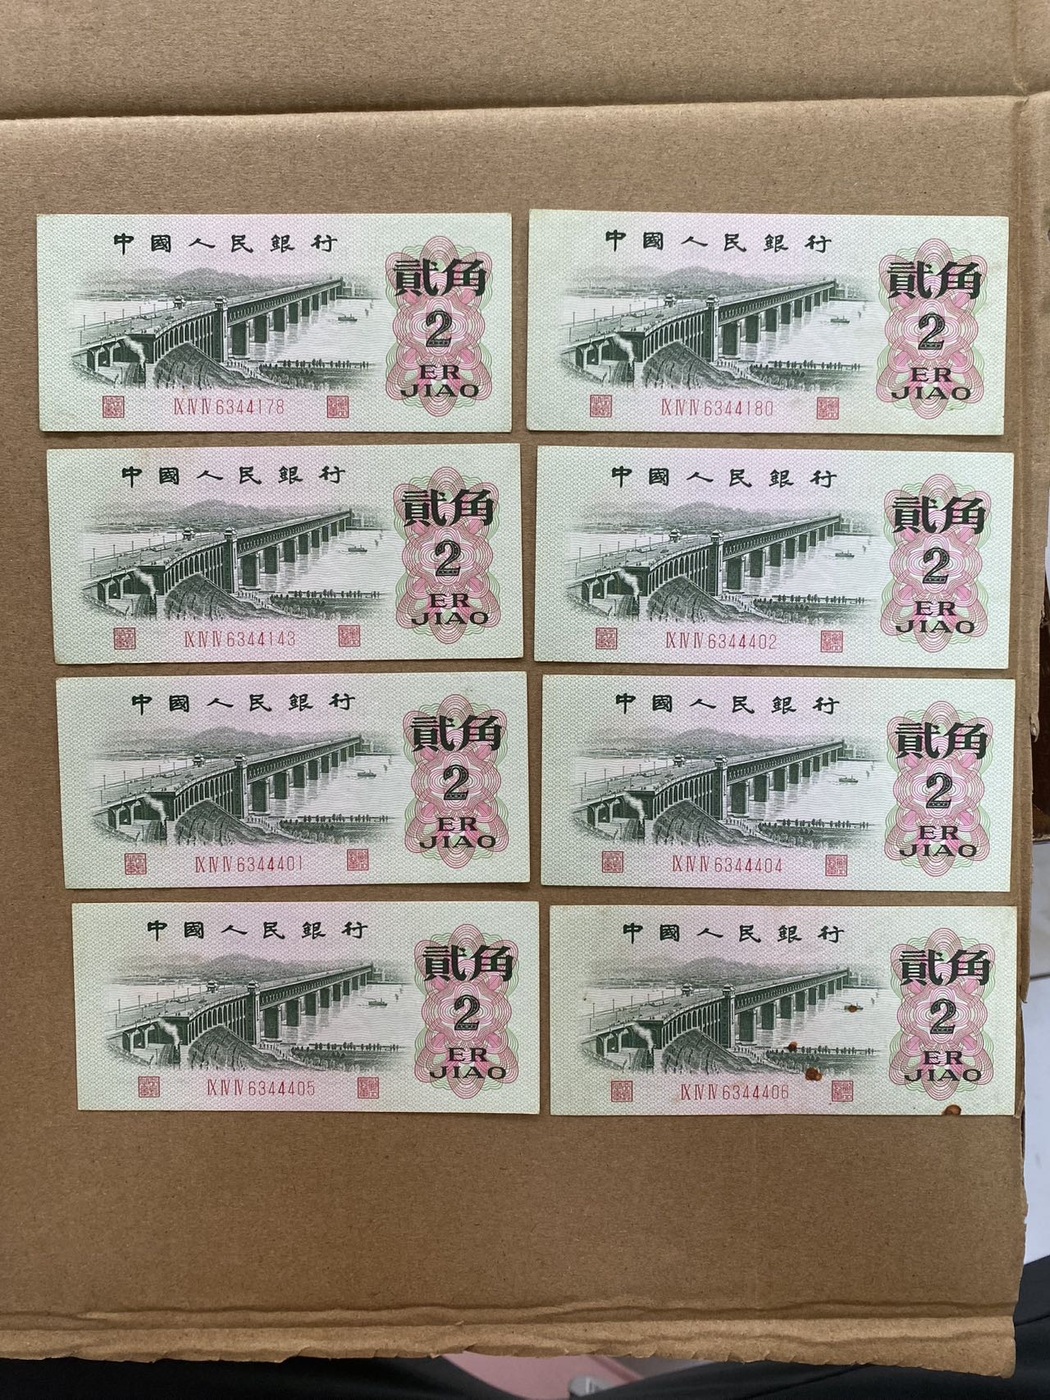 中國人民銀行
貳角
2
ER
JIAO
IX IV IV 6344178
中國人民銀行
貳角
2
ER
JIAO
IX IV IV 6344180
中國人民銀行
貳角
2
ER
JIAO
IX IV IV 6344143
中國人民銀行
貳角
2
ER
JIAO
IX IV IV 6344402
中國人民銀行
貳角
2
ER
JIAO
IX IV IV 6344401
中國人民銀行
貳角
2
ER
JIAO
IX IV IV 6344404
中國人民銀行
貳角
2
ER
JIAO
IX IV IV 6344405
中國人民銀行
貳角
2
ER
JIAO
IX IV IV 6344406